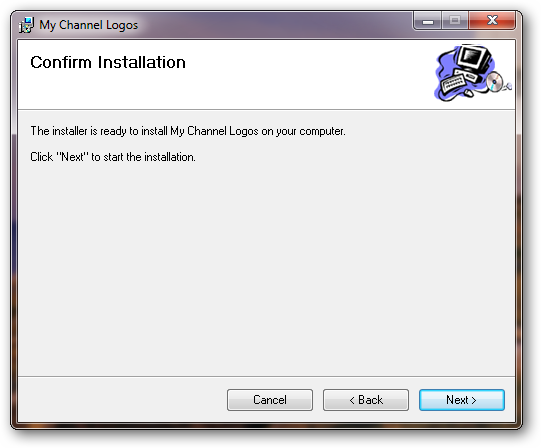 My Channel Logos
Confirm Installation
The installer is ready to install My Channel Logos on your computer.
Click "Next" to start the installation.
Cancel
< Back
Next >